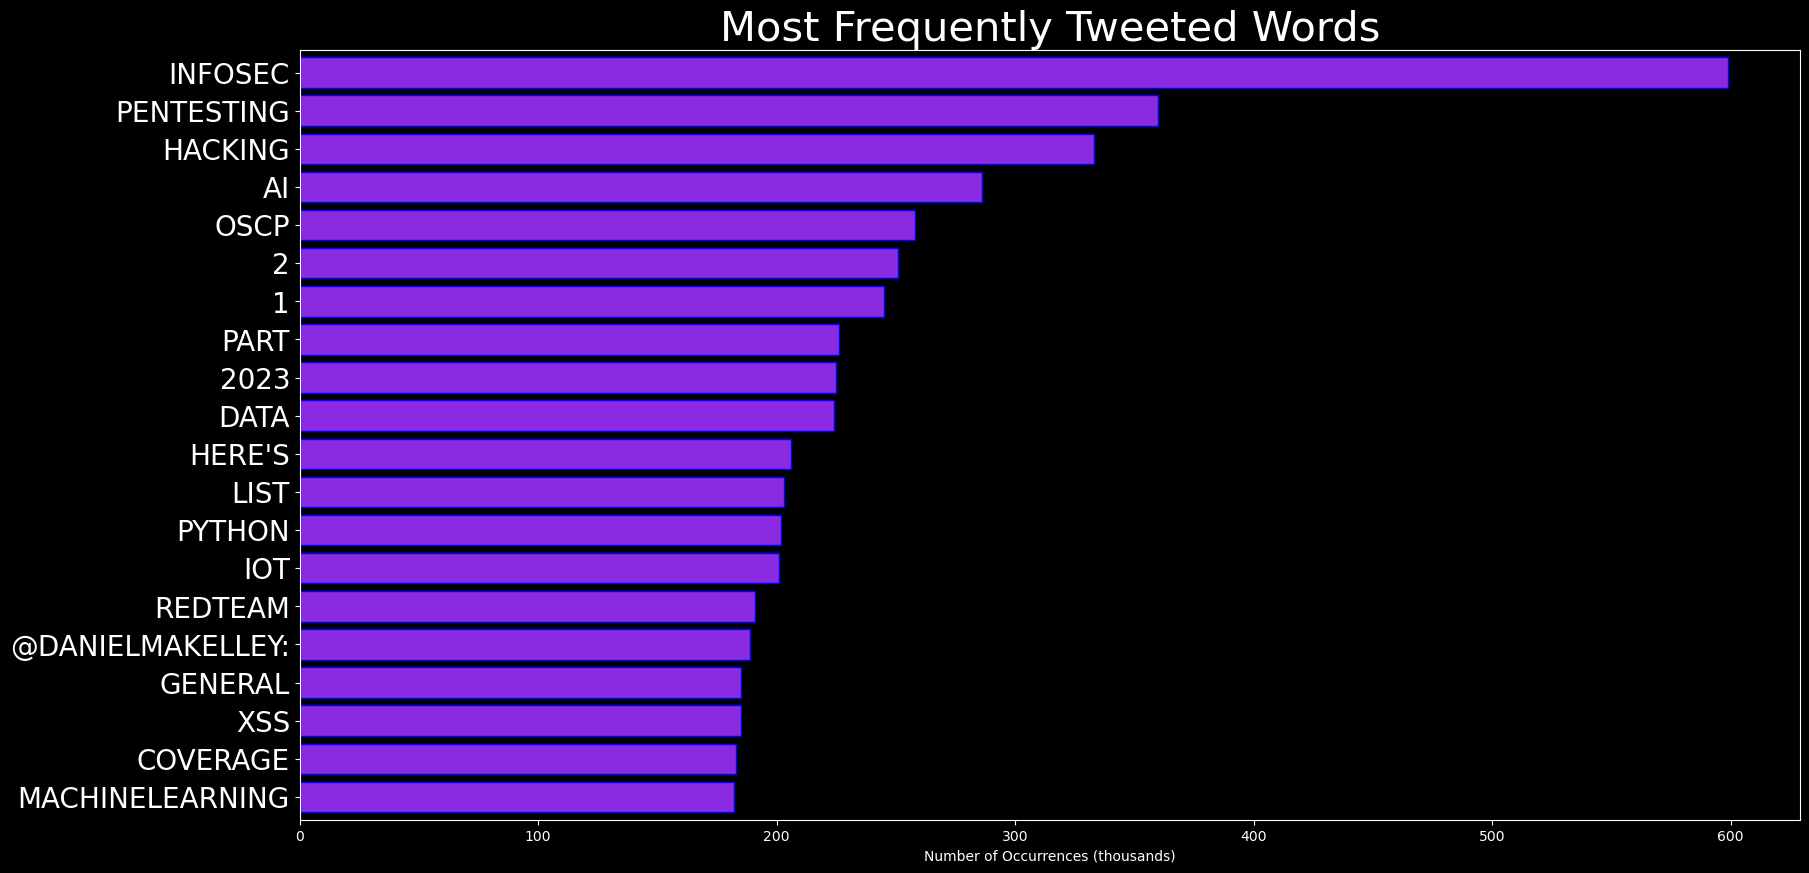 Most Frequently Tweeted Words
INFOSEC
PENTESTING
HACKING
AI
OSCP
2
1
PART
2023
DATA
HERE'S
LIST
PYTHON
IOT
REDTEAM
@DANIELMAKELLEY:
GENERAL
XSS
COVERAGE
MACHINELEARNING
0 100 200 300 400 500 600
Number of Occurrences (thousands)